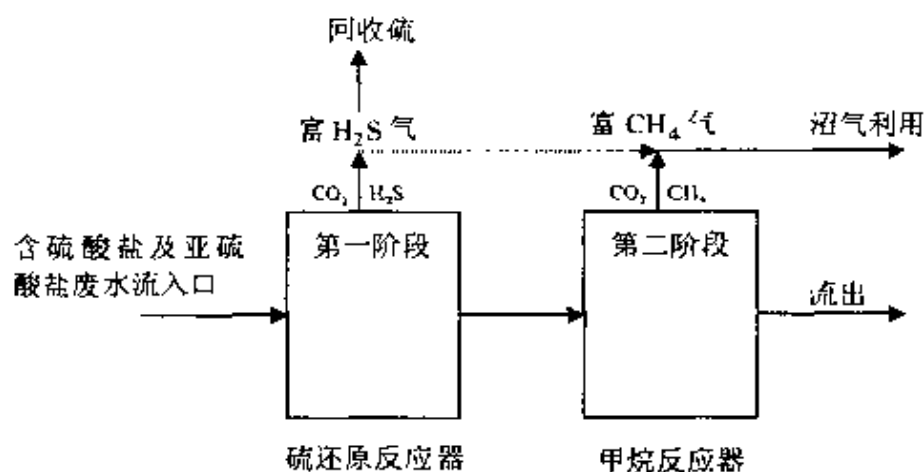 回收硫
富H₂S气
富CH₄气
沼气利用
CO₂
H₂S
CO₂
CH₄
含硫酸盐及亚硫
酸盐废水流入口
第一阶段
第二阶段
流出
硫还原反应器
甲烷反应器